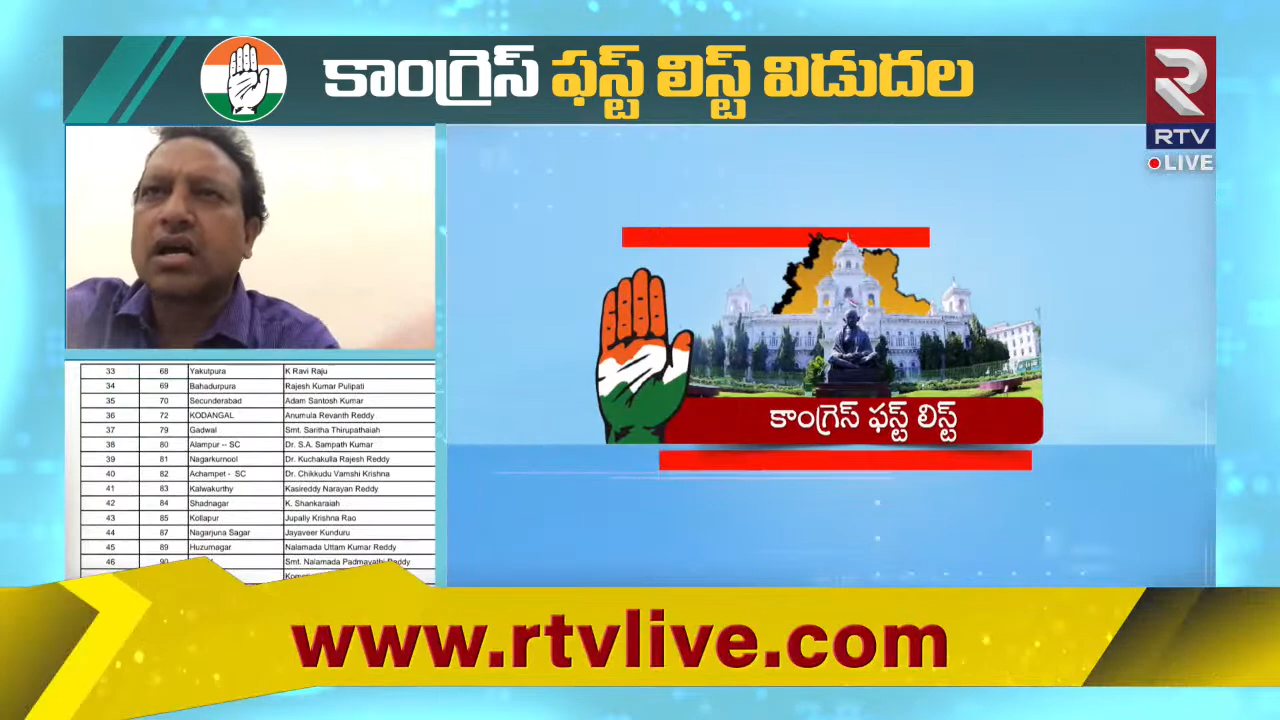 కాంగ్రెస్ ఫస్ట్ లిస్ట్ విడుదల
RTV
LIVE
33 68 Yakutpura K Ravi Raju
34 69 Bahadurpura Rajesh Kumar Pulipati
35 70 Secunderabad Adam Santosh Kumar
36 72 KODANGAL Anumula Revanth Reddy
37 79 Gadwal Smt. Saritha Thirupathaiah
38 80 Alampur -- SC Dr. S.A. Sampath Kumar
39 81 Nagarkurnool Dr. Kuchakulla Rajesh Reddy
40 82 Achampet - SC Dr. Chikkudu Vamshi Krishna
41 83 Kalwakurthy Kasireddy Narayan Reddy
42 84 Shadnagar K. Shankaraiah
43 85 Kollapur Jupally Krishna Rao
44 87 Nagarjuna Sagar Jayaveer Kunduru
45 89 Huzurnagar Nalamada Uttam Kumar Reddy
46 90 Smt. Nalamada Padmavathi Reddy
కాంగ్రెస్ ఫస్ట్ లిస్ట్
www.rtvlive.com